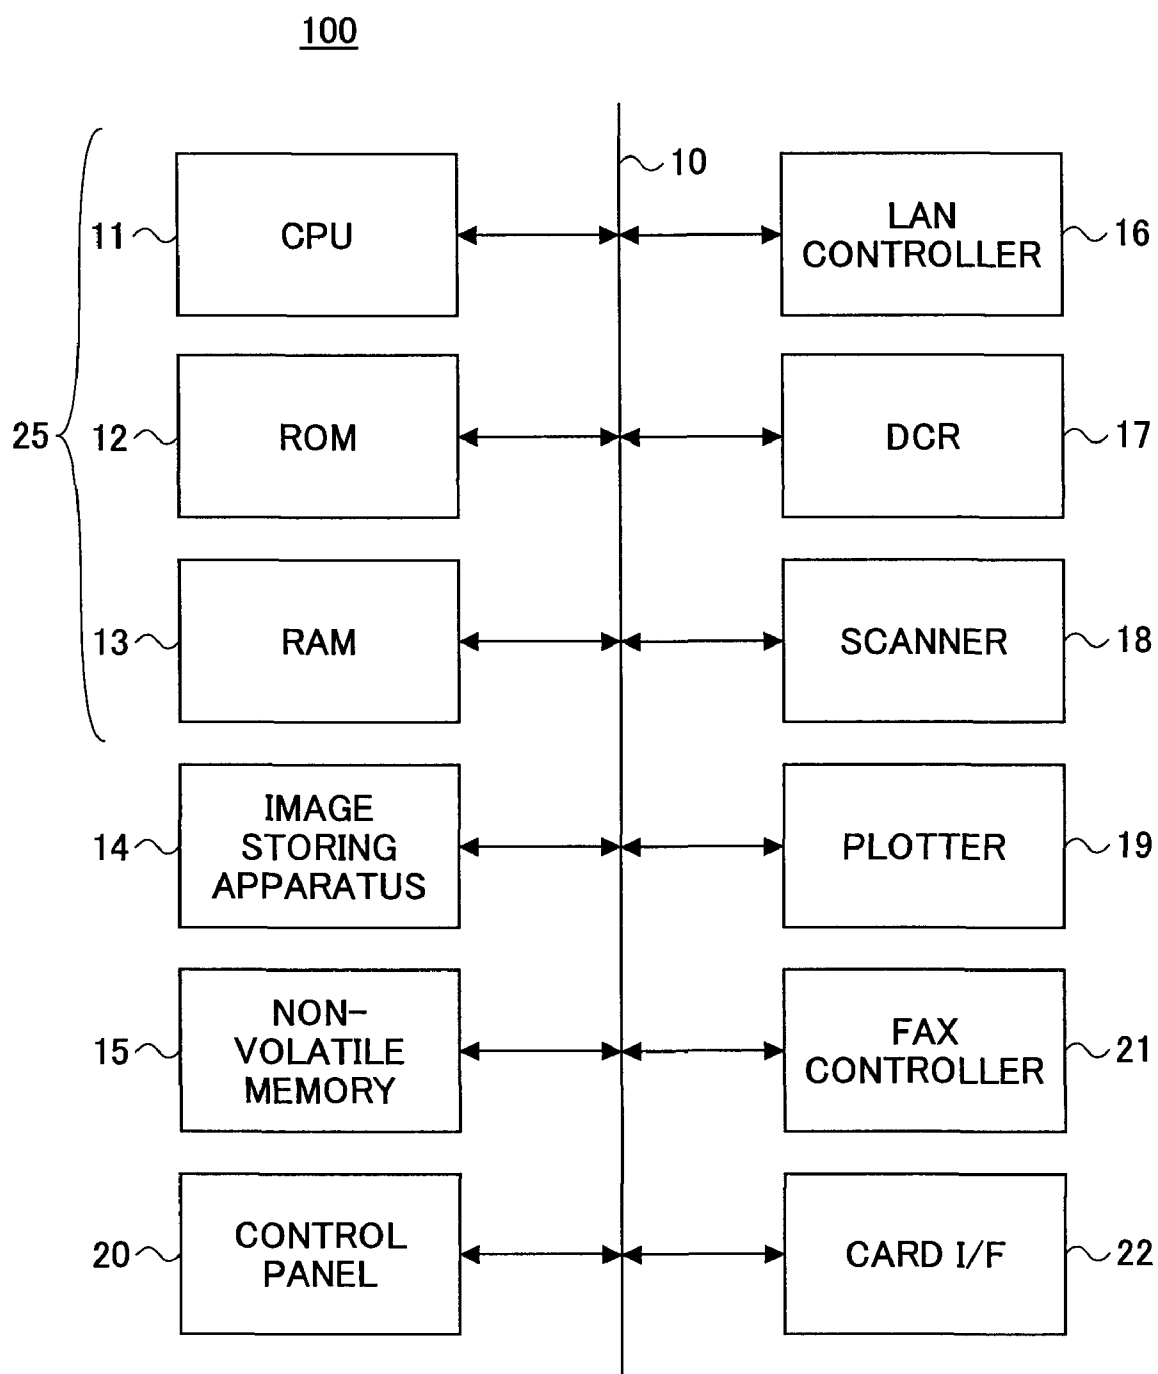 100
10
11
CPU
LAN
CONTROLLER
16
25
12
ROM
DCR
17
13
RAM
SCANNER
18
14
IMAGE
STORING
APPARATUS
PLOTTER
19
15
NON-
VOLATILE
MEMORY
FAX
CONTROLLER
21
20
CONTROL
PANEL
CARD I/F
22